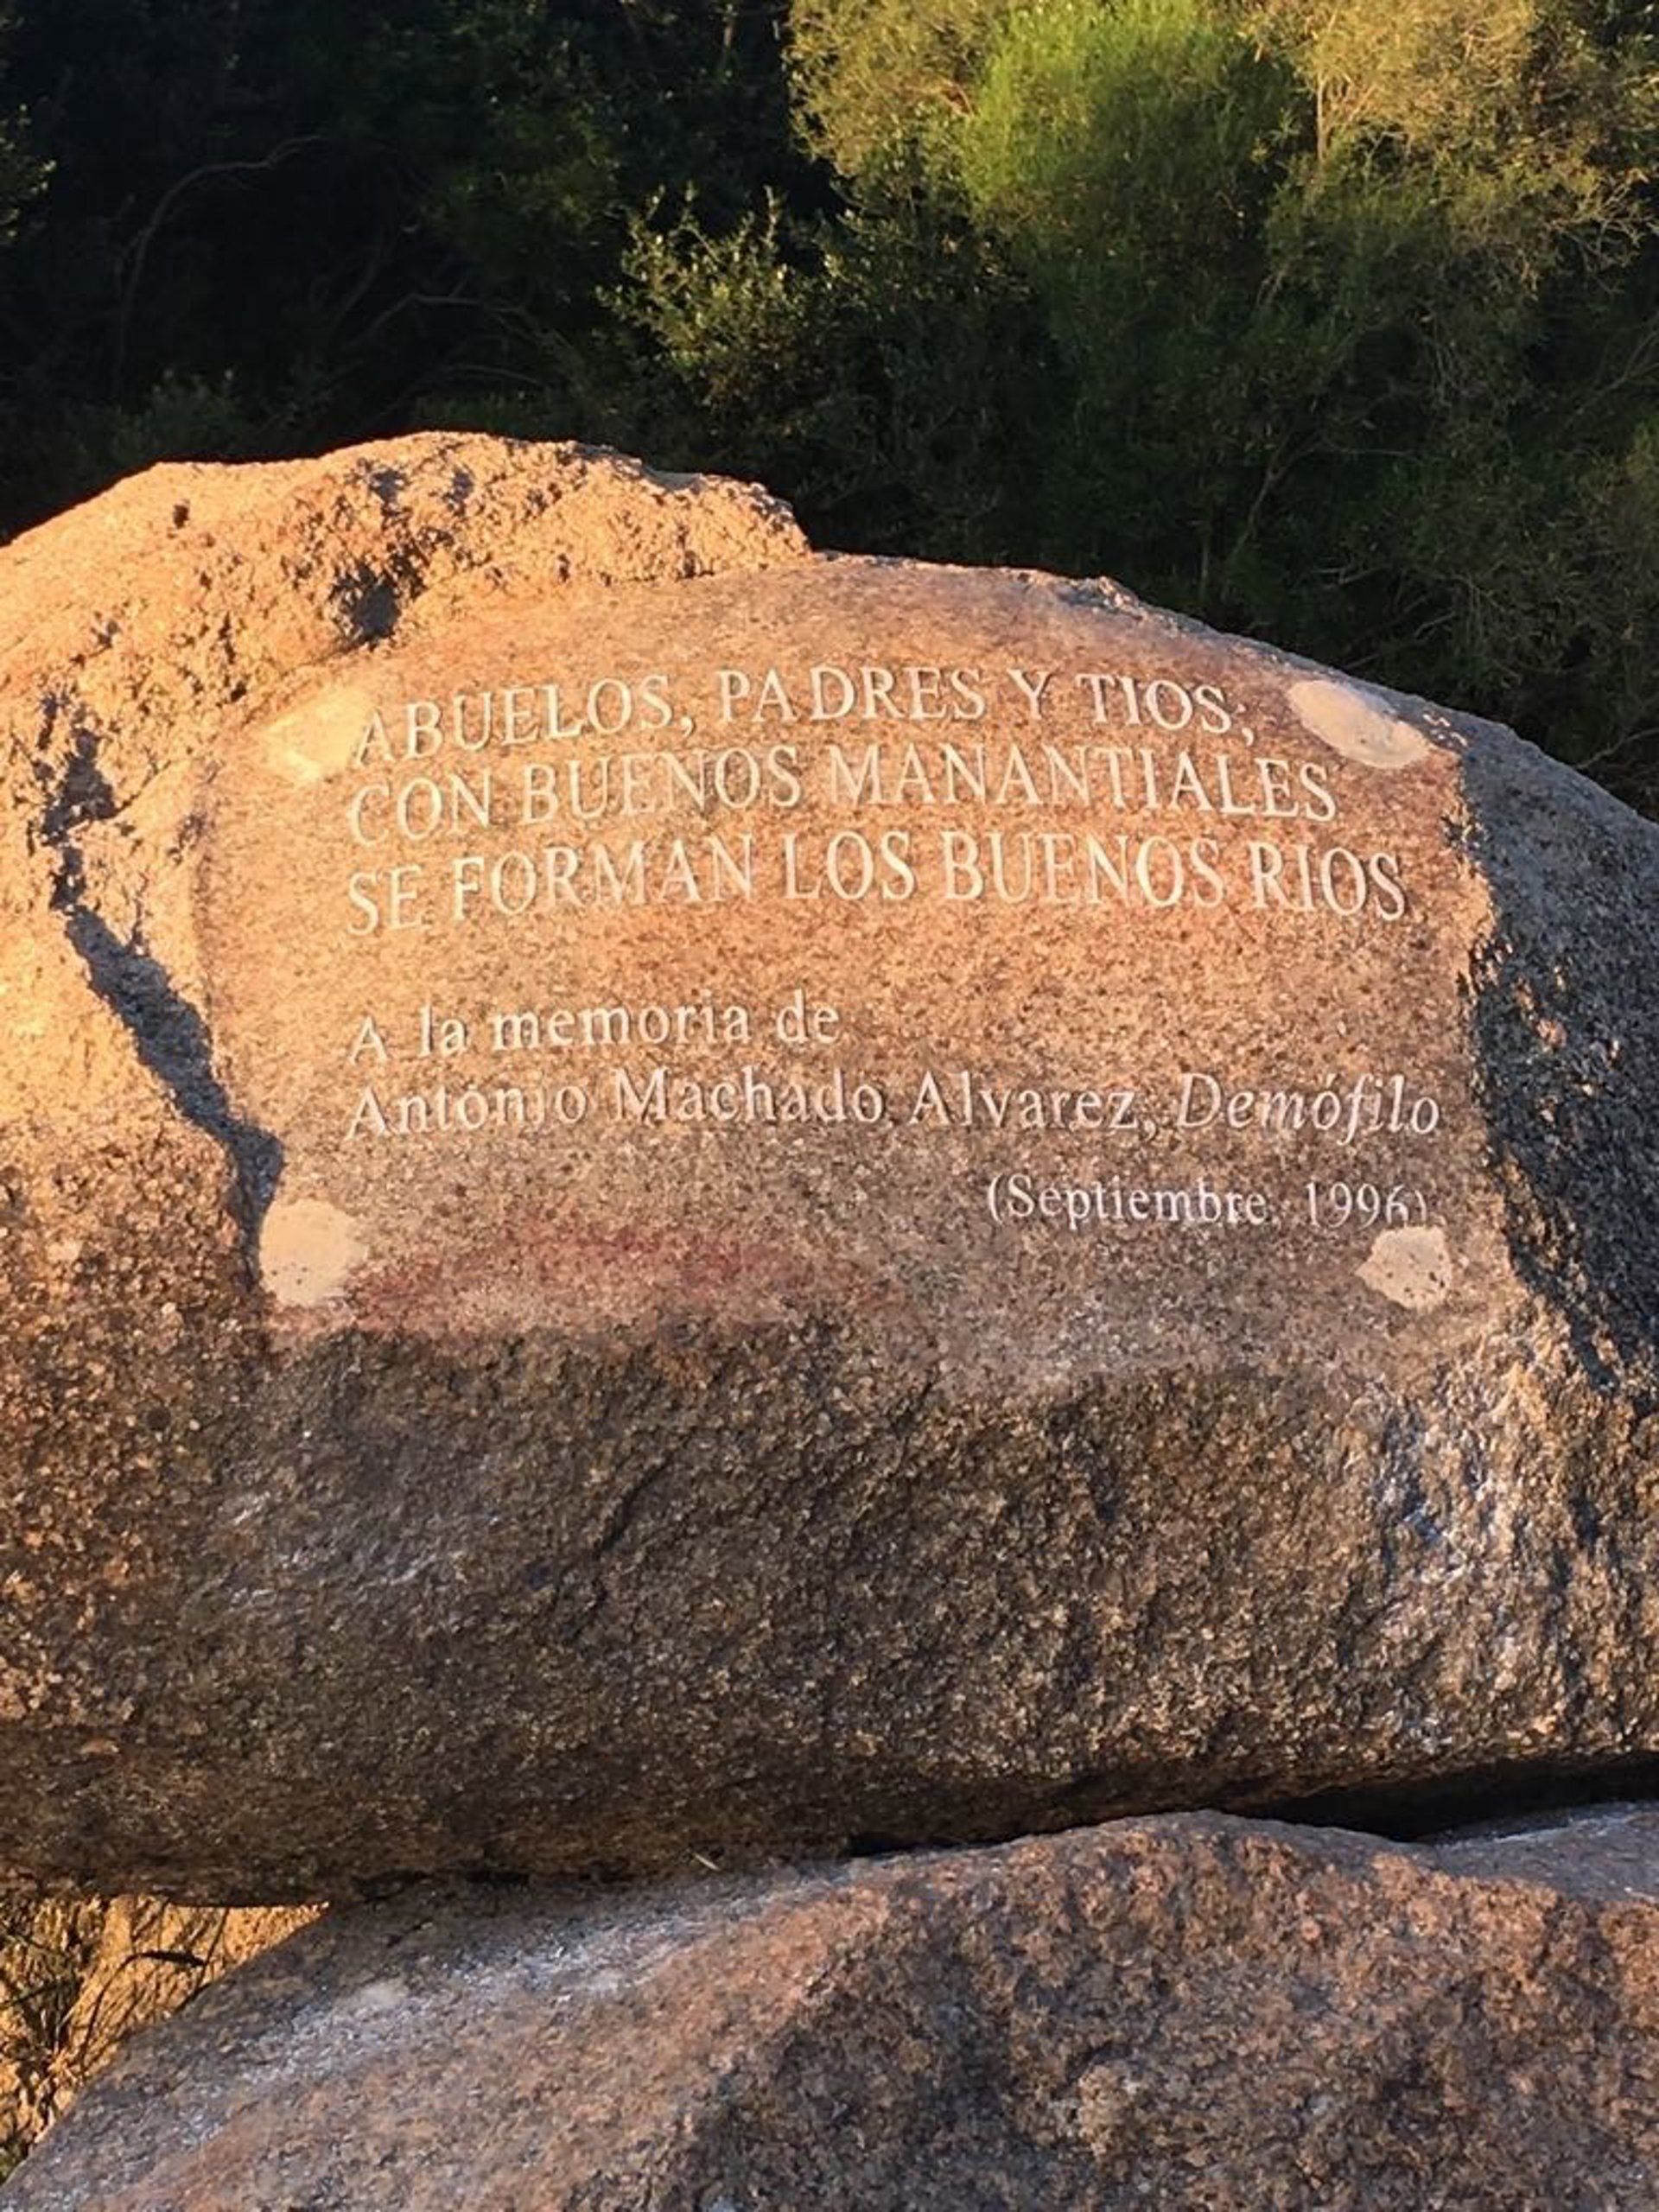 ABUELOS, PADRES Y TIOS;
CON BUENOS MANANTIALES
SE FORMAN LOS BUENOS RIOS
A la memoria de
Antonio Machado Alvarez, Demófilo
(Septiembre, 1996)